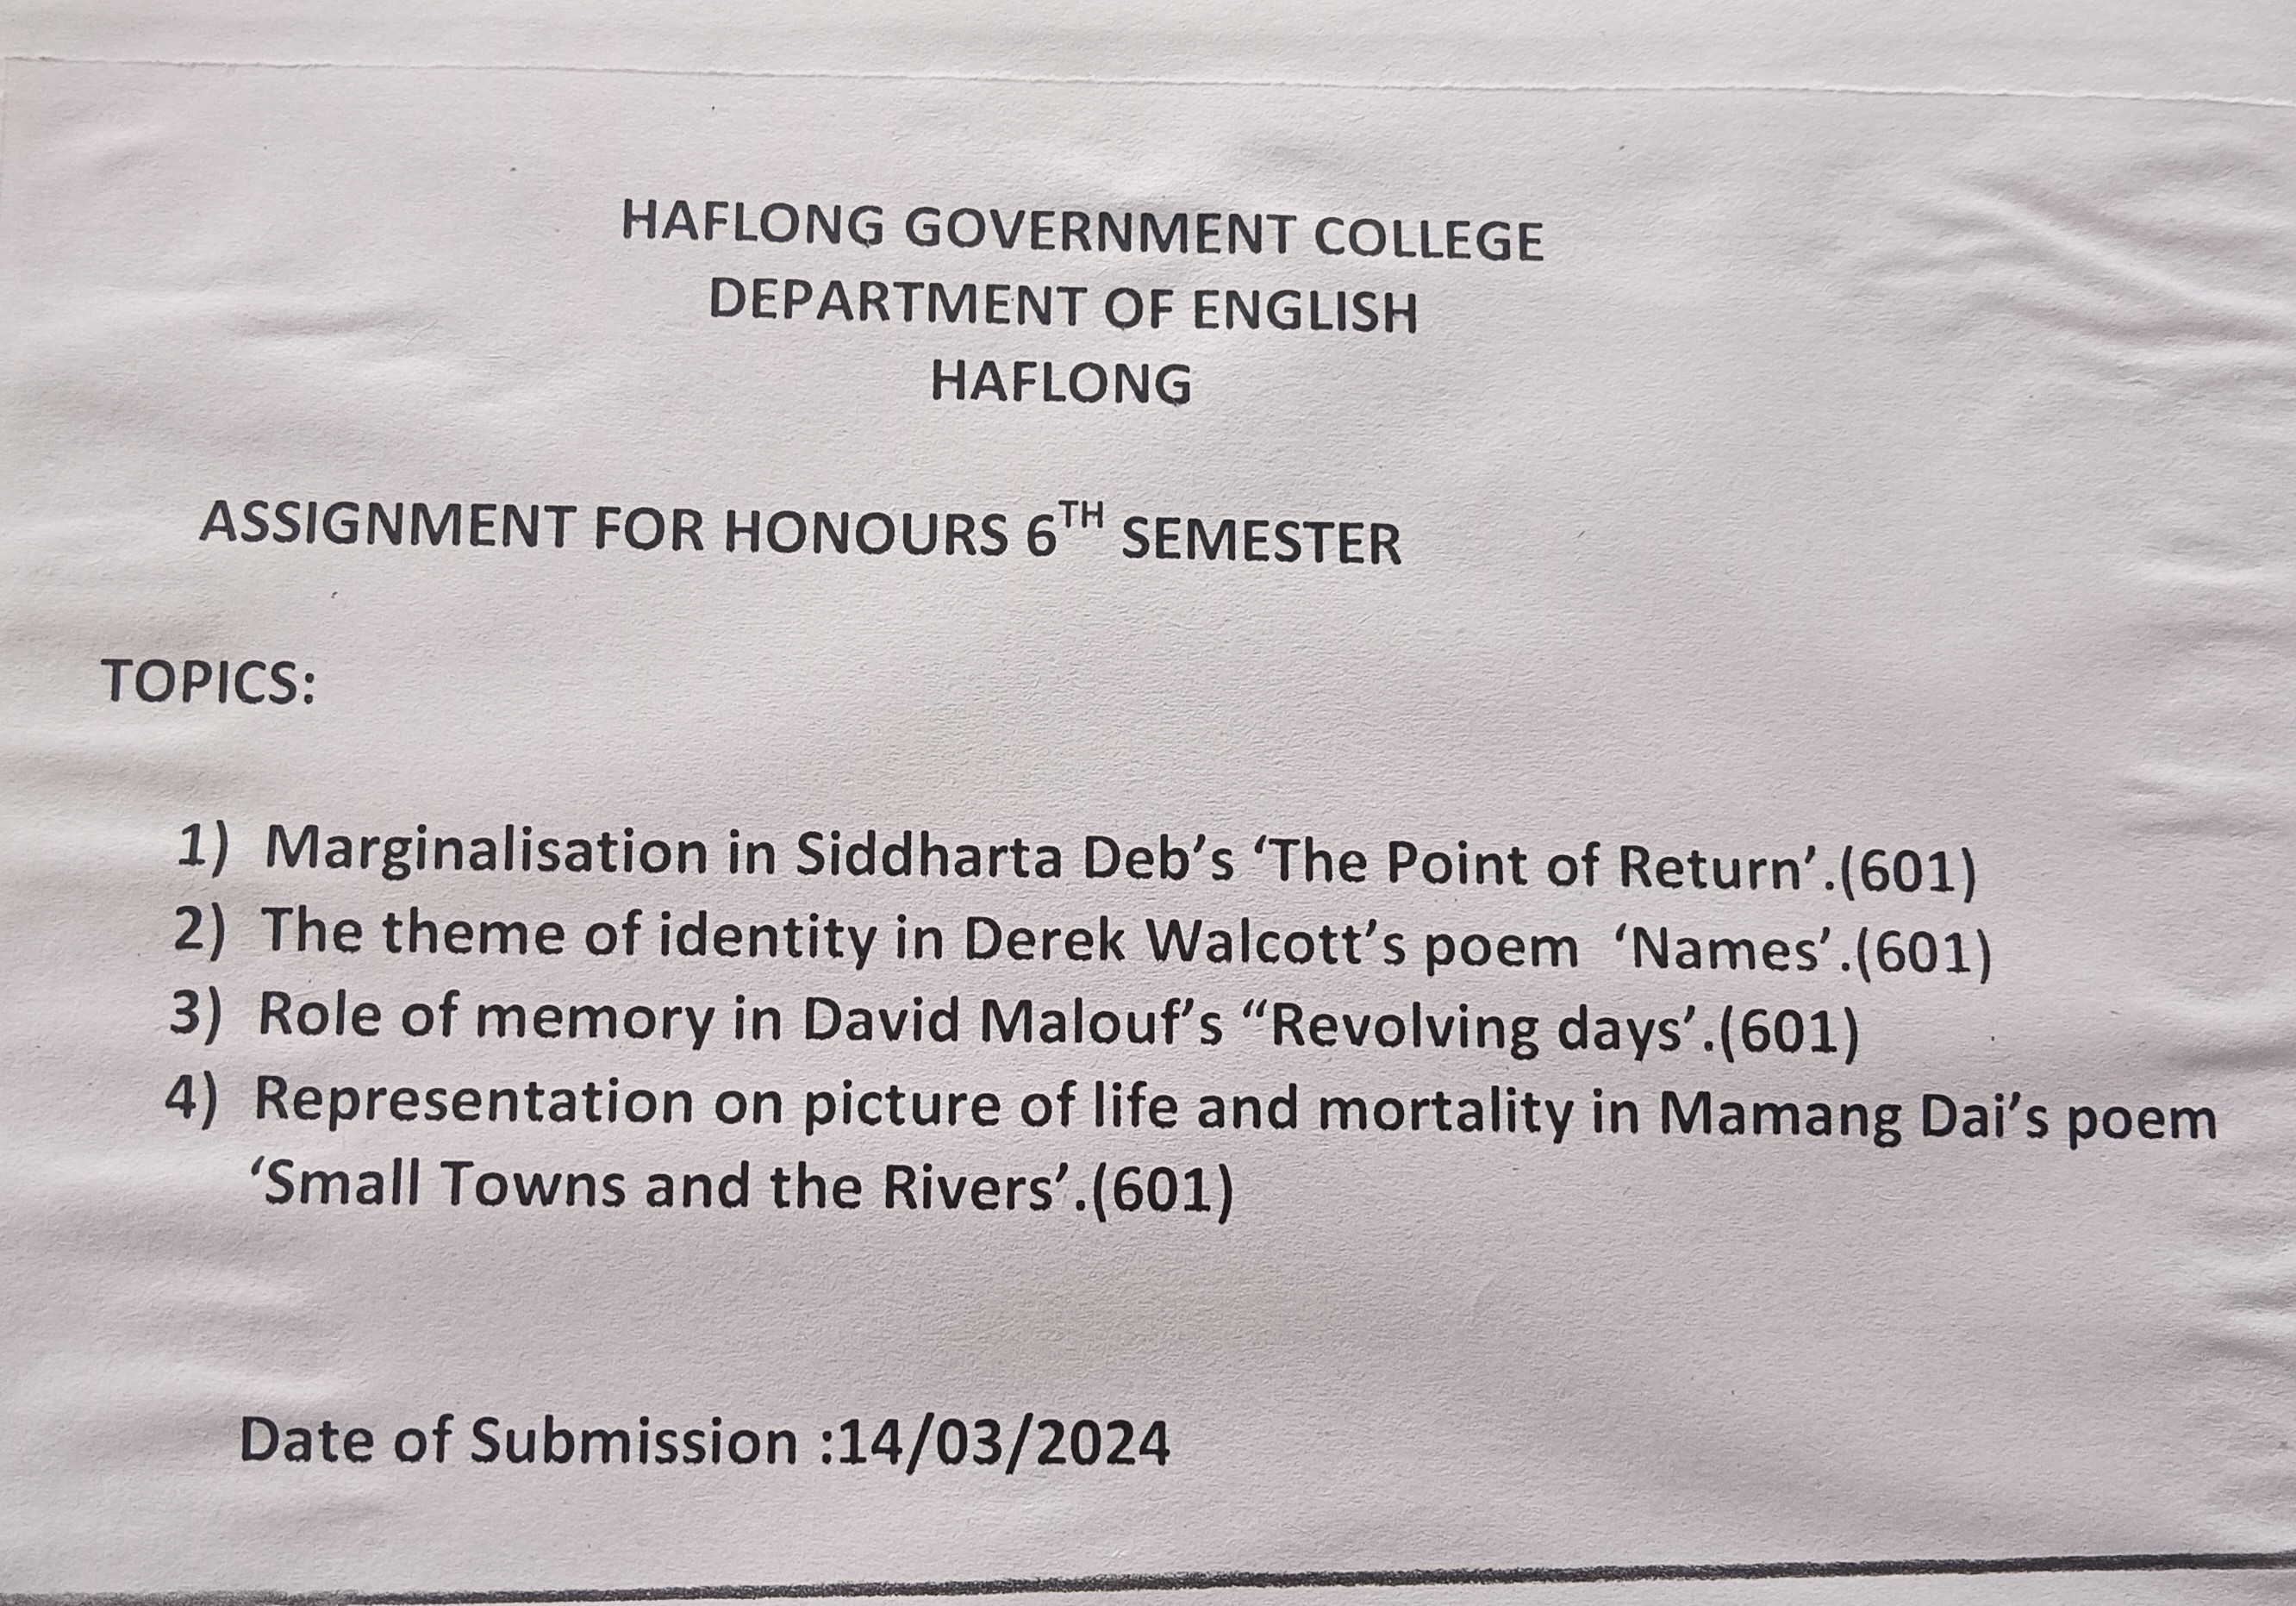 HAFLONG GOVERNMENT COLLEGE
DEPARTMENT OF ENGLISH
HAFLONG
ASSIGNMENT FOR HONOURS 6TH SEMESTER
TOPICS:
1) Marginalisation in Siddharta Deb’s ‘The Point of Return’.(601)
2) The theme of identity in Derek Walcott’s poem ‘Names’.(601)
3) Role of memory in David Malouf’s “Revolving days’.(601)
4) Representation on picture of life and mortality in Mamang Dai’s poem
‘Small Towns and the Rivers’.(601)
Date of Submission :14/03/2024